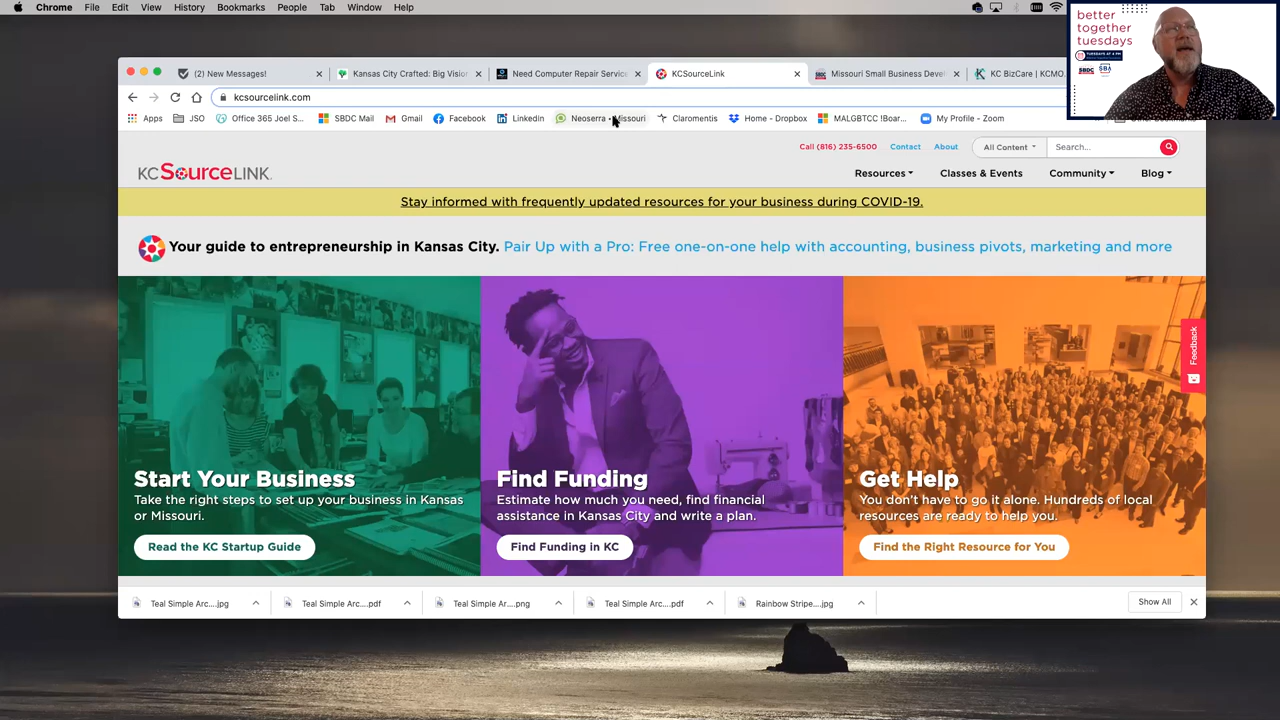 Chrome File Edit View History Bookmarks People Tab Window Help
better
together
tuesdays
TUESDAYS AT 4 PM
SBDC SBA
(2) New Messages!
Kansas City Crafted: Big Vision
Need Computer Repair Service
KCSourceLink
Missouri Small Business Devel
KC BizCare | KCMO.
kcsourcelink.com
Apps JSO Office 365 Joel S... SBDC Mail Gmail Facebook Linkedin Neoserra • Missouri Claromentis Home - Dropbox MALGBTCC !Boar... My Profile - Zoom
Call (816) 235-6500 Contact About All Content Search...
KCSourceLINK.
Resources Classes & Events Community Blog
Stay informed with frequently updated resources for your business during COVID-19.
Your guide to entrepreneurship in Kansas City. Pair Up with a Pro: Free one-on-one help with accounting, business pivots, marketing and more
Feedback
Start Your Business
Take the right steps to set up your business in Kansas
or Missouri.
Read the KC Startup Guide
Find Funding
Estimate how much you need, find financial
assistance in Kansas City and write a plan.
Find Funding in KC
Get Help
You don't have to go it alone. Hundreds of local
resources are ready to help you.
Find the Right Resource for You
Teal Simple Arc....jpg Teal Simple Arc....pdf Teal Simple Ar....png Teal Simple Arc....pdf Rainbow Stripe....jpg Show All